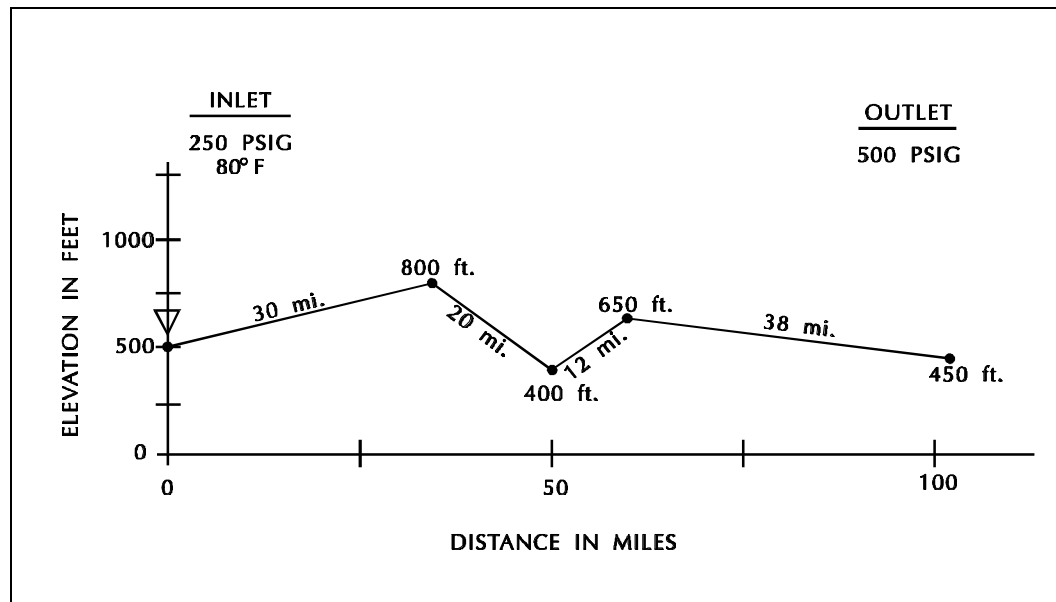 INLET
250 PSIG
80° F
OUTLET
500 PSIG
ELEVATION IN FEET
1000
500
0
30 mi.
800 ft.
20 mi.
400 ft.
12 mi.
650 ft.
38 mi.
450 ft.
0
50
100
DISTANCE IN MILES